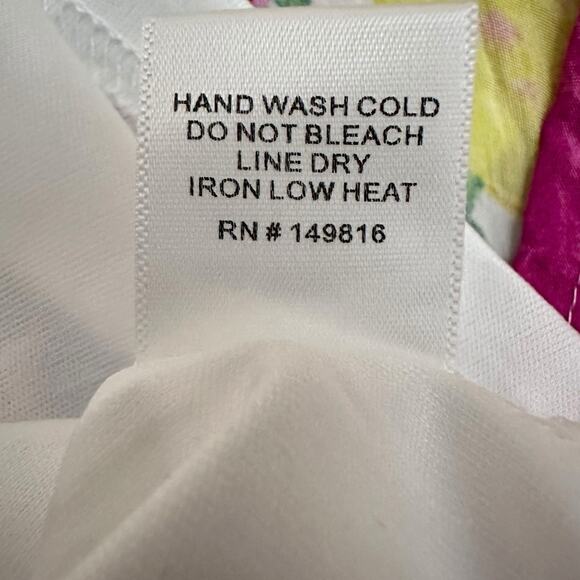 HAND WASH COLD
DO NOT BLEACH
LINE DRY
IRON LOW HEAT
RN # 149816